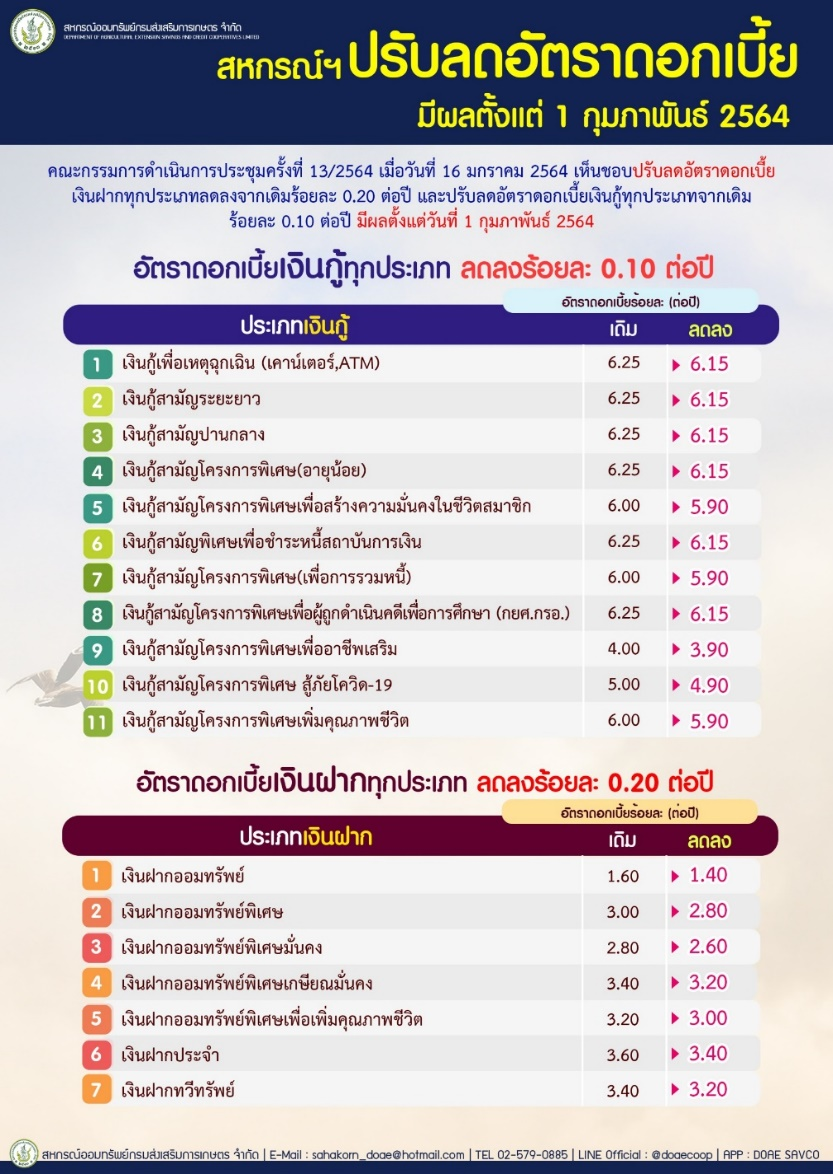 สหกรณ์ออมทรัพย์กรมส่งเสริมการเกษตร จำกัด
DEPARTMENT OF AGRICULTURAL EXTENSION SAVINGS AND CREDIT COOPERATIVES LIMITED
สหกรณ์ฯ ปรับลดอัตราดอกเบี้ย
มีผลตั้งแต่ 1 กุมภาพันธ์ 2564
คณะกรรมการดำเนินการประชุมครั้งที่ 13/2564 เมื่อวันที่ 16 มกราคม 2564 เห็นชอบปรับลดอัตราดอกเบี้ย
เงินฝากทุกประเภทลดลงจากเดิมร้อยละ 0.20 ต่อปี และปรับลดอัตราดอกเบี้ยเงินกู้ทุกประเภทจากเดิม
ร้อยละ 0.10 ต่อปี มีผลตั้งแต่วันที่ 1 กุมภาพันธ์ 2564
อัตราดอกเบี้ยเงินกู้ทุกประเภท ลดลงร้อยละ 0.10 ต่อปี
อัตราดอกเบี้ยร้อยละ (ต่อปี)
ประเภทเงินกู้ เดิม ลดลง
1 เงินกู้เพื่อเหตุฉุกเฉิน (เคาน์เตอร์,ATM) 6.25 6.15
2 เงินกู้สามัญระยะยาว 6.25 6.15
3 เงินกู้สามัญปานกลาง 6.25 6.15
4 เงินกู้สามัญโครงการพิเศษ(อายุน้อย) 6.25 6.15
5 เงินกู้สามัญโครงการพิเศษเพื่อสร้างความมั่นคงในชีวิตสมาชิก 6.00 5.90
6 เงินกู้สามัญพิเศษเพื่อชำระหนี้สถาบันการเงิน 6.25 6.15
7 เงินกู้สามัญโครงการพิเศษ(เพื่อการรวมหนี้) 6.00 5.90
8 เงินกู้สามัญโครงการพิเศษเพื่อผู้ถูกดำเนินคดีเพื่อการศึกษา (กยศ.กรอ.) 6.25 6.15
9 เงินกู้สามัญโครงการพิเศษเพื่ออาชีพเสริม 4.00 3.90
10 เงินกู้สามัญโครงการพิเศษ สู้ภัยโควิด-19 5.00 4.90
11 เงินกู้สามัญโครงการพิเศษเพิ่มคุณภาพชีวิต 6.00 5.90
อัตราดอกเบี้ยเงินฝากทุกประเภท ลดลงร้อยละ 0.20 ต่อปี
อัตราดอกเบี้ยร้อยละ (ต่อปี)
ประเภทเงินฝาก เดิม ลดลง
1 เงินฝากออมทรัพย์ 1.60 1.40
2 เงินฝากออมทรัพย์พิเศษ 3.00 2.80
3 เงินฝากออมทรัพย์พิเศษมั่นคง 2.80 2.60
4 เงินฝากออมทรัพย์พิเศษเกษียณมั่นคง 3.40 3.20
5 เงินฝากออมทรัพย์พิเศษเพื่อเพิ่มคุณภาพชีวิต 3.20 3.00
6 เงินฝากประจำ 3.60 3.40
7 เงินฝากทวีทรัพย์ 3.40 3.20
สหกรณ์ออมทรัพย์กรมส่งเสริมการเกษตร จำกัด | E-Mail : sahakorn_doae@hotmail.com | TEL 02-579-0885 | LINE Official : @doaecoop | APP : DOAE SAVCO